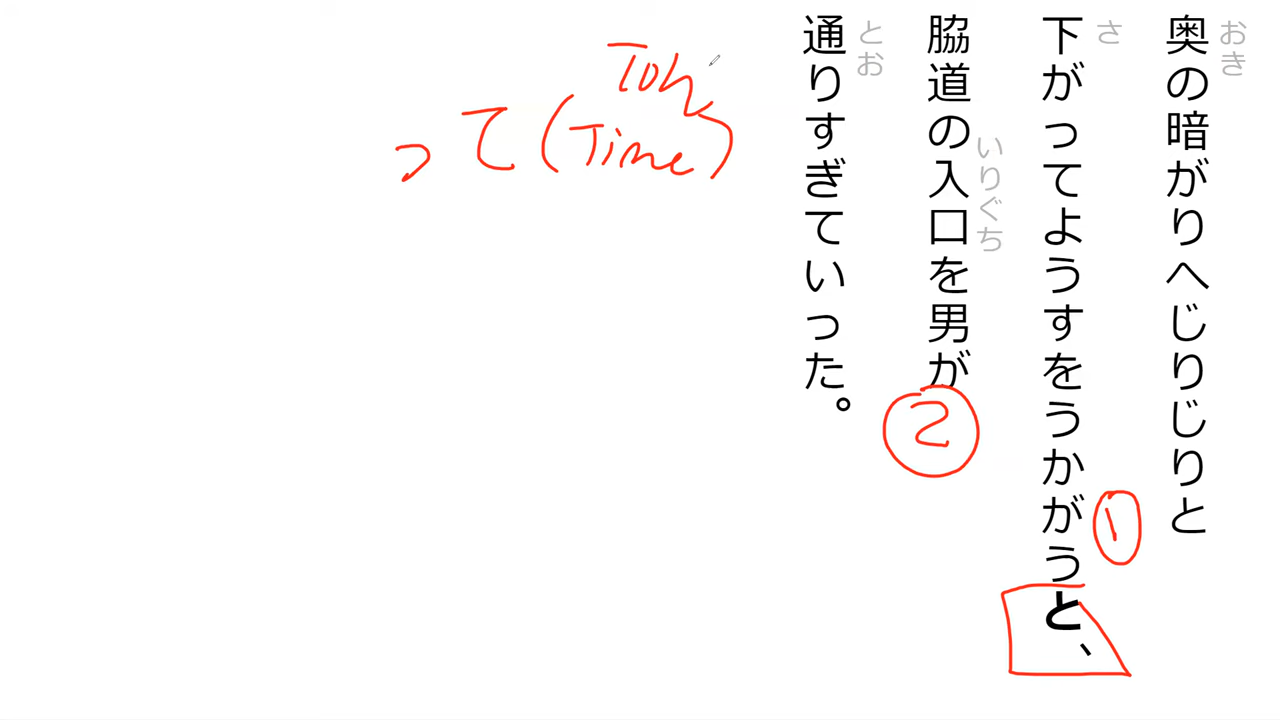 奥の暗がりへじりじりと
おき
下がってようすをうかがうと、
さ
脇道の入口を男が
いりぐち
通りすぎていった。
とお
1
2
って(Time)